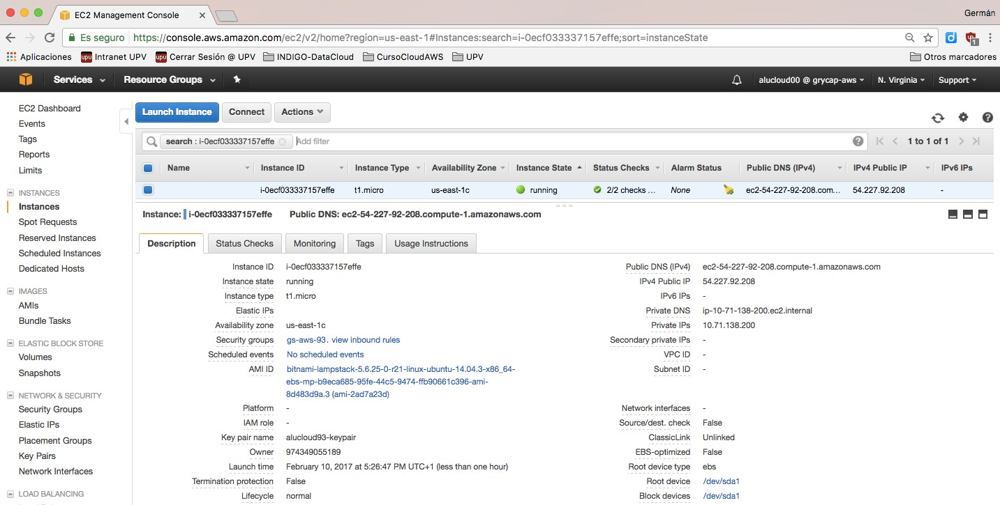 EC2 Management Console
Germán
Es seguro https://console.aws.amazon.com/ec2/v2/home?region=us-east-1#Instances:search=i-0ecf033337157effe;sort=instanceState
1
Aplicaciones upv Intranet UPV upv Cerrar Sesión @ UPV INDIGO-DataCloud CursoCloudAWS UPV Otros marcadores
Services Resource Groups alucloud00 @ grycap-aws N. Virginia Support
EC2 Dashboard
Events
Tags
Reports
Limits
INSTANCES
Instances
Spot Requests
Reserved Instances
Scheduled Instances
Dedicated Hosts
IMAGES
AMIs
Bundle Tasks
ELASTIC BLOCK STORE
Volumes
Snapshots
NETWORK & SECURITY
Security Groups
Elastic IPs
Placement Groups
Key Pairs
Network Interfaces
LOAD BALANCING
Launch Instance Connect Actions
search : i-0ecf033337157effe Add filter 1 to 1 of 1
Name Instance ID Instance Type Availability Zone Instance State Status Checks Alarm Status Public DNS (IPv4) IPv4 Public IP IPv6 IPs
i-0ecf033337157effe t1.micro us-east-1c running 2/2 checks ... None ec2-54-227-92-208.com... 54.227.92.208 -
Instance: i-0ecf033337157effe Public DNS: ec2-54-227-92-208.compute-1.amazonaws.com
Description Status Checks Monitoring Tags Usage Instructions
Instance ID i-0ecf033337157effe
Instance state running
Instance type t1.micro
Elastic IPs
Availability zone us-east-1c
Security groups gs-aws-93. view inbound rules
Scheduled events No scheduled events
AMI ID bitnami-lampstack-5.6.25-0-r21-linux-ubuntu-14.04.3-x86_64-
ebs-mp-b9eca685-95fe-44c5-9474-ffb90661c396-ami-
8d483d9a.3 (ami-2ad7a23d)
Platform -
IAM role -
Key pair name alucloud93-keypair
Owner 974349055189
Launch time February 10, 2017 at 5:26:47 PM UTC+1 (less than one hour)
Termination protection False
Lifecycle normal
Public DNS (IPv4) ec2-54-227-92-208.compute-1.amazonaws.com
IPv4 Public IP 54.227.92.208
IPv6 IPs -
Private DNS ip-10-71-138-200.ec2.internal
Private IPs 10.71.138.200
Secondary private IPs -
VPC ID -
Subnet ID -
Network interfaces -
Source/dest. check False
ClassicLink Unlinked
EBS-optimized False
Root device type ebs
Root device /dev/sda1
Block devices /dev/sda1